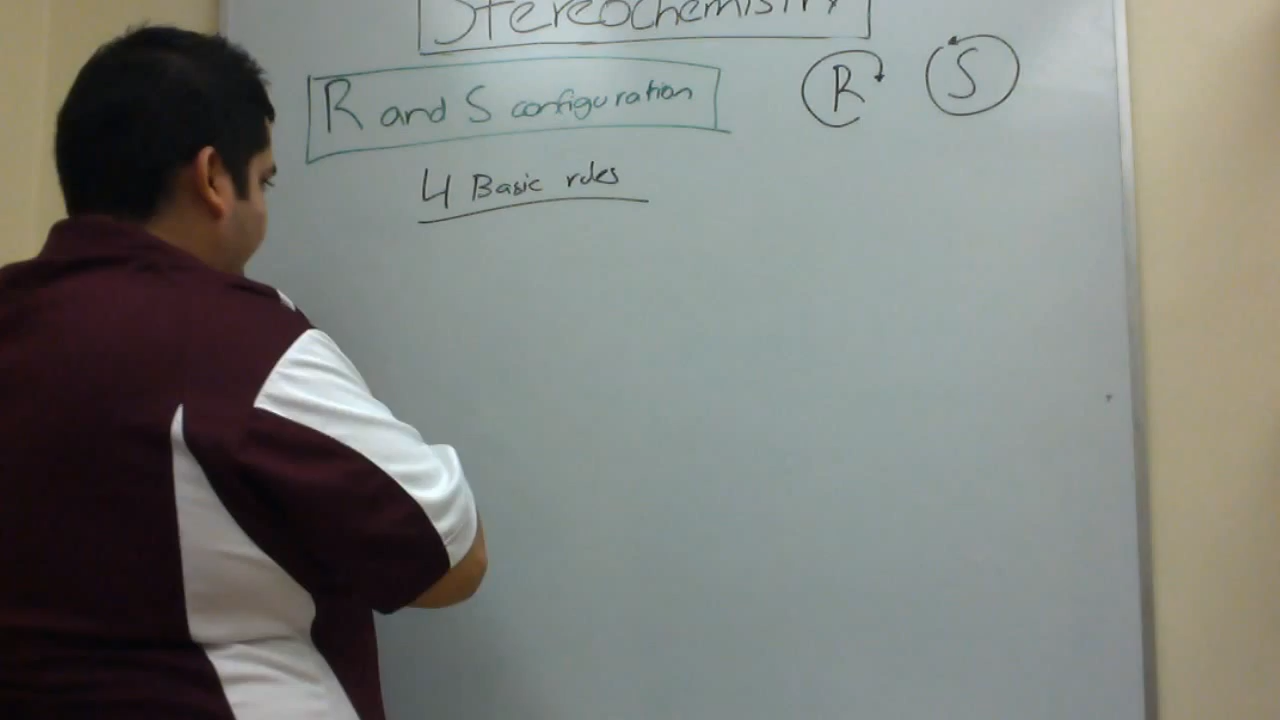 Stereochemistry
R and S configuration
R S
4 Basic rules